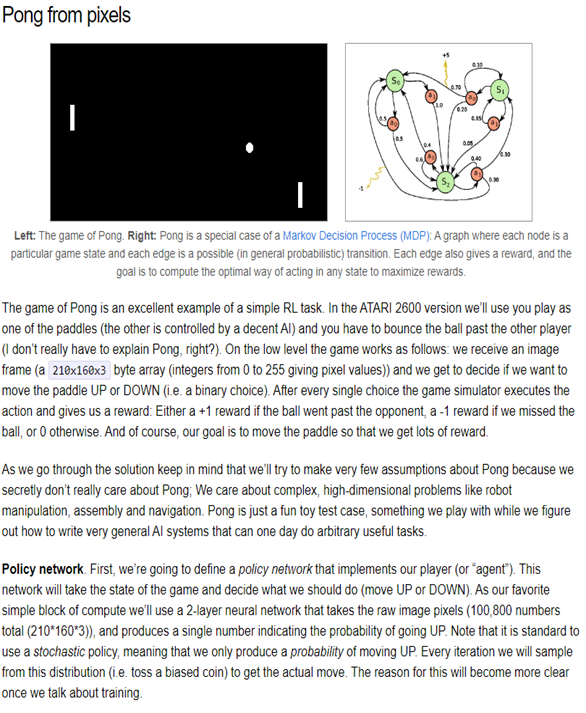 Pong from pixels
+5
0.10
S0
0.70
S1
a1
a0
1.0
0.20
0.5
a0
0.95
a1
0.5
0.05
0.4
0.6
a0
0.40
0.30
S2
a1
0.30
-1
Left: The game of Pong. Right: Pong is a special case of a Markov Decision Process (MDP): A graph where each node is a
particular game state and each edge is a possible (in general probabilistic) transition. Each edge also gives a reward, and the
goal is to compute the optimal way of acting in any state to maximize rewards.
The game of Pong is an excellent example of a simple RL task. In the ATARI 2600 version we'll use you play as
one of the paddles (the other is controlled by a decent AI) and you have to bounce the ball past the other player
(I don't really have to explain Pong, right?). On the low level the game works as follows: we receive an image
frame (a 210x160x3 byte array (integers from 0 to 255 giving pixel values)) and we get to decide if we want to
move the paddle UP or DOWN (i.e. a binary choice). After every single choice the game simulator executes the
action and gives us a reward: Either a +1 reward if the ball went past the opponent, a -1 reward if we missed the
ball, or 0 otherwise. And of course, our goal is to move the paddle so that we get lots of reward.
As we go through the solution keep in mind that we'll try to make very few assumptions about Pong because we
secretly don't really care about Pong; We care about complex, high-dimensional problems like robot
manipulation, assembly and navigation. Pong is just a fun toy test case, something we play with while we figure
out how to write very general AI systems that can one day do arbitrary useful tasks.
Policy network. First, we're going to define a policy network that implements our player (or "agent"). This
network will take the state of the game and decide what we should do (move UP or DOWN). As our favorite
simple block of compute we'll use a 2-layer neural network that takes the raw image pixels (100,800 numbers
total (210*160*3)), and produces a single number indicating the probability of going UP. Note that it is standard to
use a stochastic policy, meaning that we only produce a probability of moving UP. Every iteration we will sample
from this distribution (i.e. toss a biased coin) to get the actual move. The reason for this will become more clear
once we talk about training.